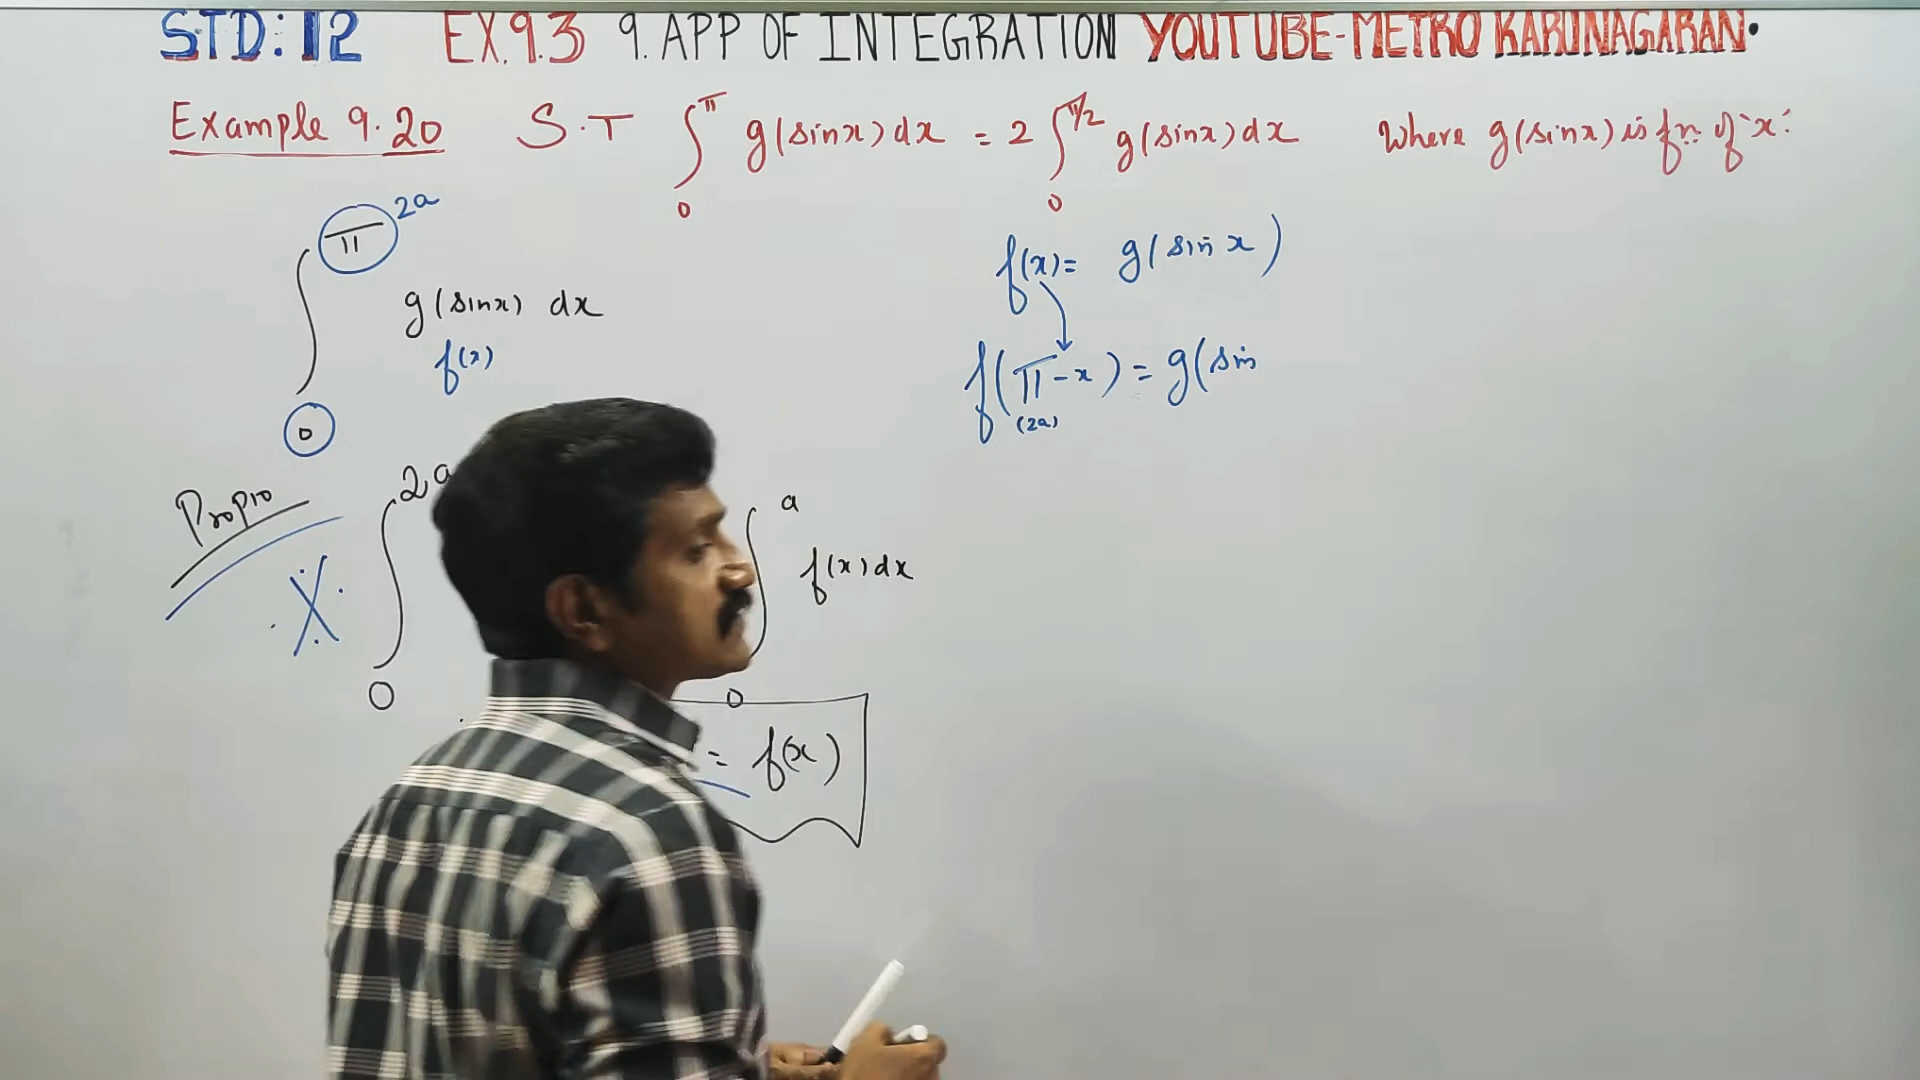 STD: 12 EX.9.3 9. APP OF INTEGRATION YOUTUBE-METRO KARUNAGARAN.
Example 9.20 S.T ∫₀^π g(sinx) dx = 2 ∫₀^π/2 g(sinx) dx Where g(sinx) is fn. of 'x'.
∫₀^π 2a
g(sinx) dx
f(x)
f(x) = g(sin x)
f(π-x) = g(sin
(2a)
Prop10
∫₀^2a
∫₀^a f(x) dx
= f(x)